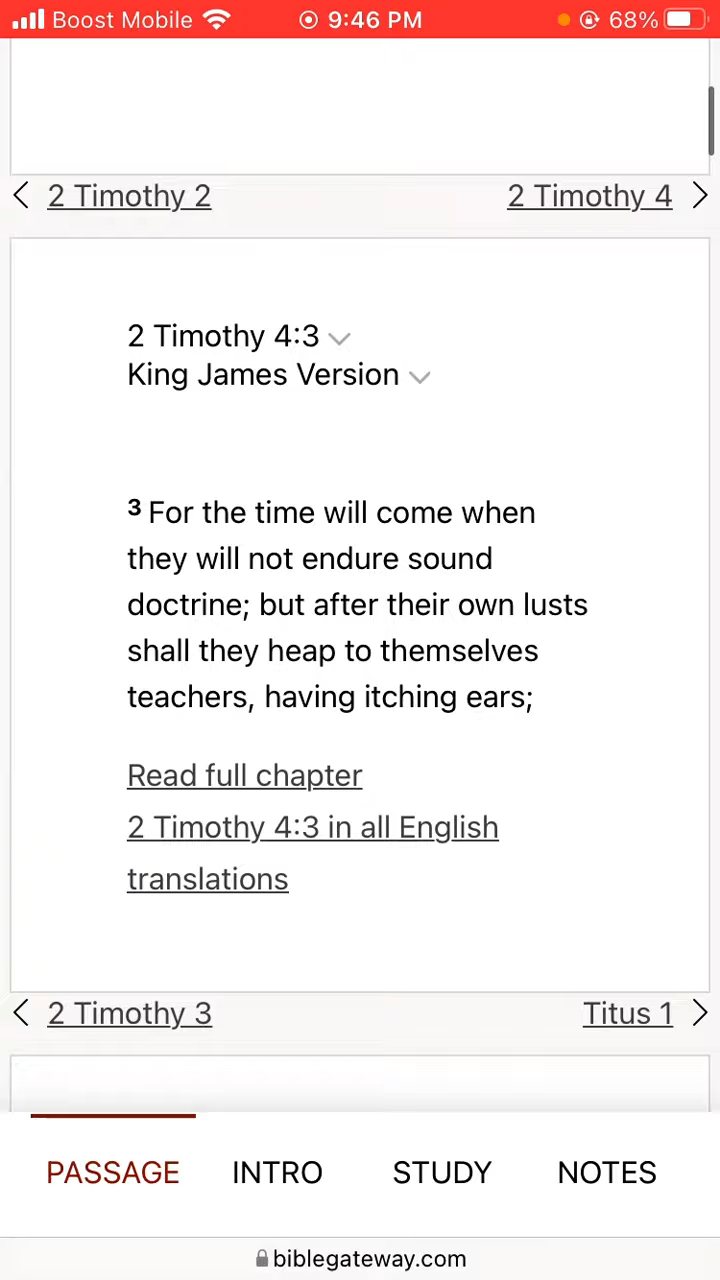 Boost Mobile 9:46 PM 68%
2 Timothy 2 2 Timothy 4
2 Timothy 4:3
King James Version
3 For the time will come when
they will not endure sound
doctrine; but after their own lusts
shall they heap to themselves
teachers, having itching ears;
Read full chapter
2 Timothy 4:3 in all English
translations
2 Timothy 3 Titus 1
PASSAGE INTRO STUDY NOTES
biblegateway.com